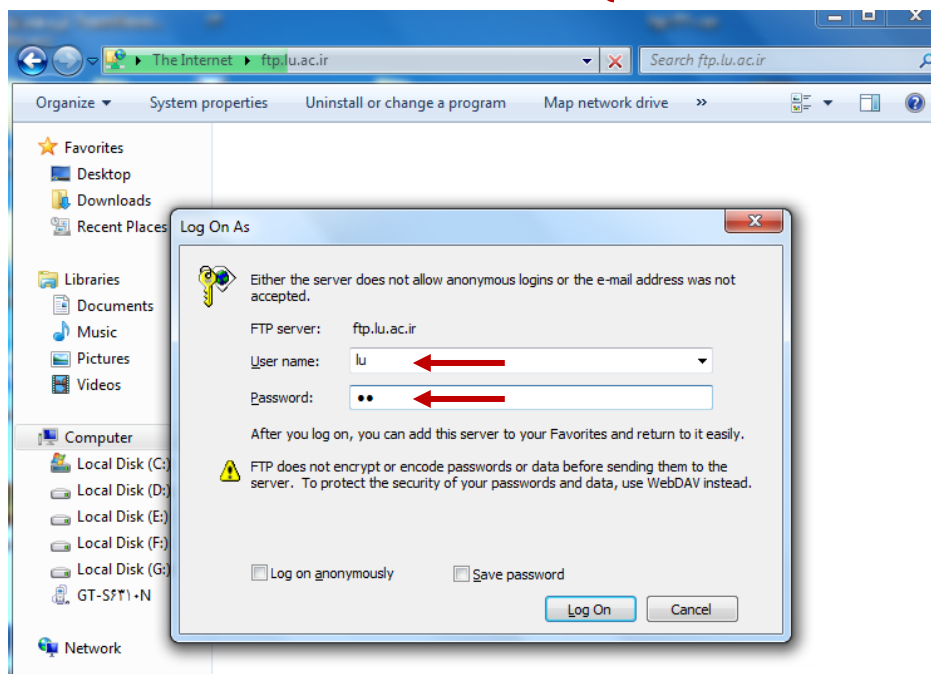 The Internet ftp.lu.ac.ir Search ftp.lu.ac.ir
Organize System properties Uninstall or change a program Map network drive »
Favorites
Desktop
Downloads
Recent Places
Libraries
Documents
Music
Pictures
Videos
Computer
Local Disk (C:)
Local Disk (D:)
Local Disk (E:)
Local Disk (F:)
Local Disk (G:)
GT-S۶۳۱۰N
Network
Log On As
Either the server does not allow anonymous logins or the e-mail address was not
accepted.
FTP server: ftp.lu.ac.ir
User name: lu
Password: ●●
After you log on, you can add this server to your Favorites and return to it easily.
FTP does not encrypt or encode passwords or data before sending them to the
server. To protect the security of your passwords and data, use WebDAV instead.
Log on anonymously Save password
Log On Cancel